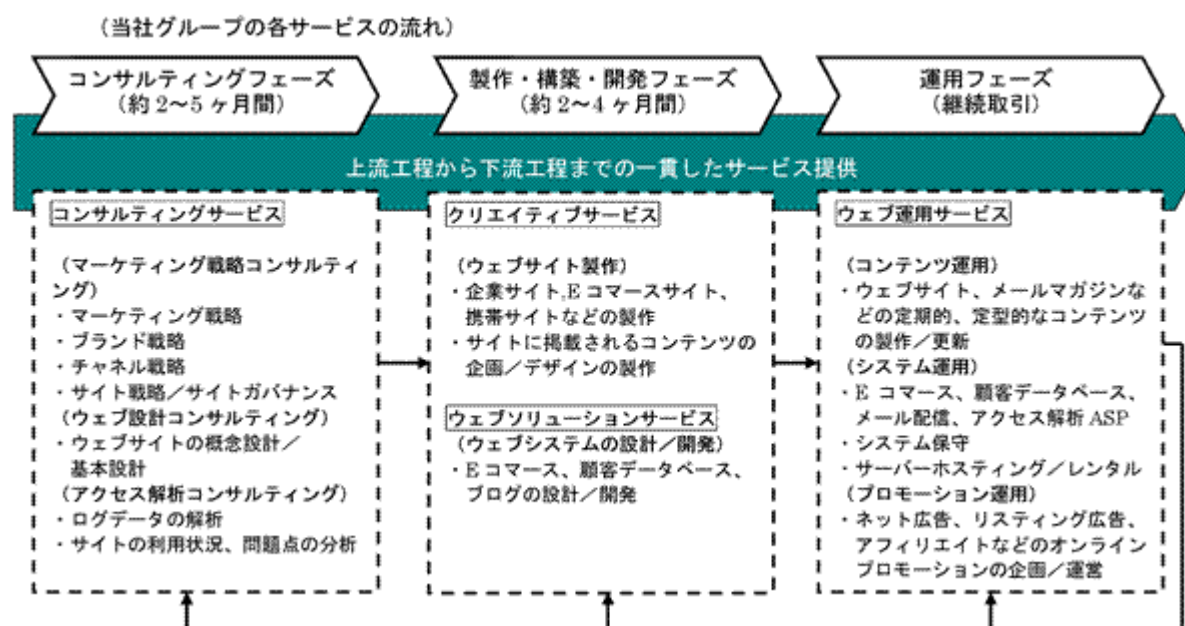 （当社グループの各サービスの流れ）
コンサルティングフェーズ
（約2～5ヶ月間）
製作・構築・開発フェーズ
（約2～4ヶ月間）
運用フェーズ
（継続取引）
上流工程から下流工程までの一貫したサービス提供
コンサルティングサービス
（マーケティング戦略コンサルティ
ング）
・マーケティング戦略
・ブランド戦略
・チャネル戦略
・サイト戦略／サイトガバナンス
（ウェブ設計コンサルティング）
・ウェブサイトの概念設計／
基本設計
（アクセス解析コンサルティング）
・ログデータの解析
・サイトの利用状況、問題点の分析
クリエイティブサービス
（ウェブサイト製作）
・企業サイト,Eコマースサイト、
携帯サイトなどの製作
・サイトに掲載されるコンテンツの
企画／デザインの製作
ウェブソリューションサービス
（ウェブシステムの設計／開発）
・Eコマース、顧客データベース、
ブログの設計／開発
ウェブ運用サービス
（コンテンツ運用）
・ウェブサイト、メールマガジンな
どの定期的、定型的なコンテンツ
の製作／更新
（システム運用）
・E コマース、顧客データベース、
メール配信、アクセス解析 ASP
・システム保守
・サーバーホスティング／レンタル
（プロモーション運用）
・ネット広告、リスティング広告、
アフィリエイトなどのオンライン
プロモーションの企画／運営